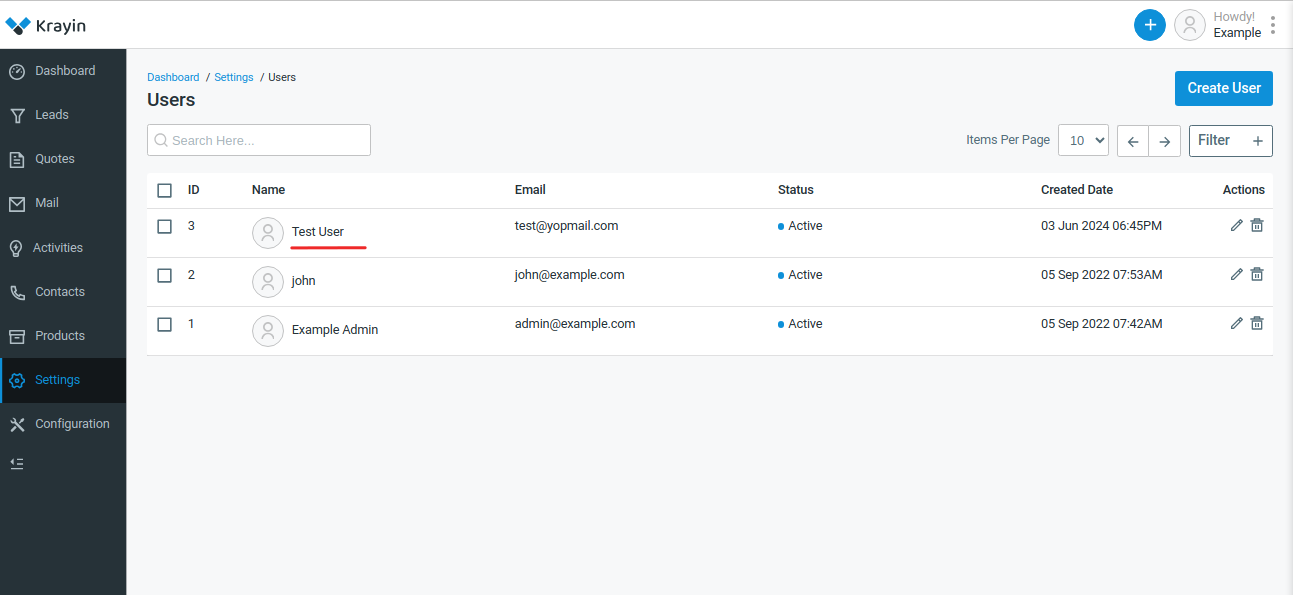 Krayin
Howdy!
Example
Dashboard
Leads
Quotes
Mail
Activities
Contacts
Products
Settings
Configuration
Dashboard / Settings / Users
Users
Create User
Search Here...
Items Per Page 10 Filter
ID Name Email Status Created Date Actions
3 Test User test@yopmail.com Active 03 Jun 2024 06:45PM
2 john john@example.com Active 05 Sep 2022 07:53AM
1 Example Admin admin@example.com Active 05 Sep 2022 07:42AM